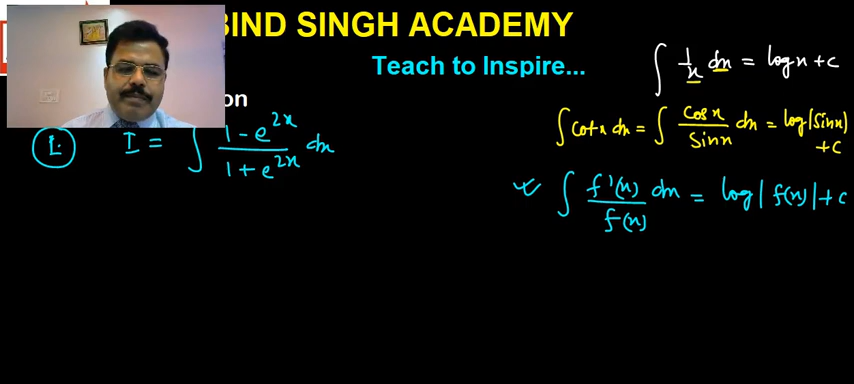 BIND SINGH ACADEMY
Teach to Inspire...
on
∫ 1/x dx = log x + c
∫ cot x dx = ∫ cos x / sin x dx = log |sin x| + c
1. I = ∫ (1 - e^{2x}) / (1 + e^{2x}) dx
∫ f'(x) / f(x) dx = log | f(x) | + c